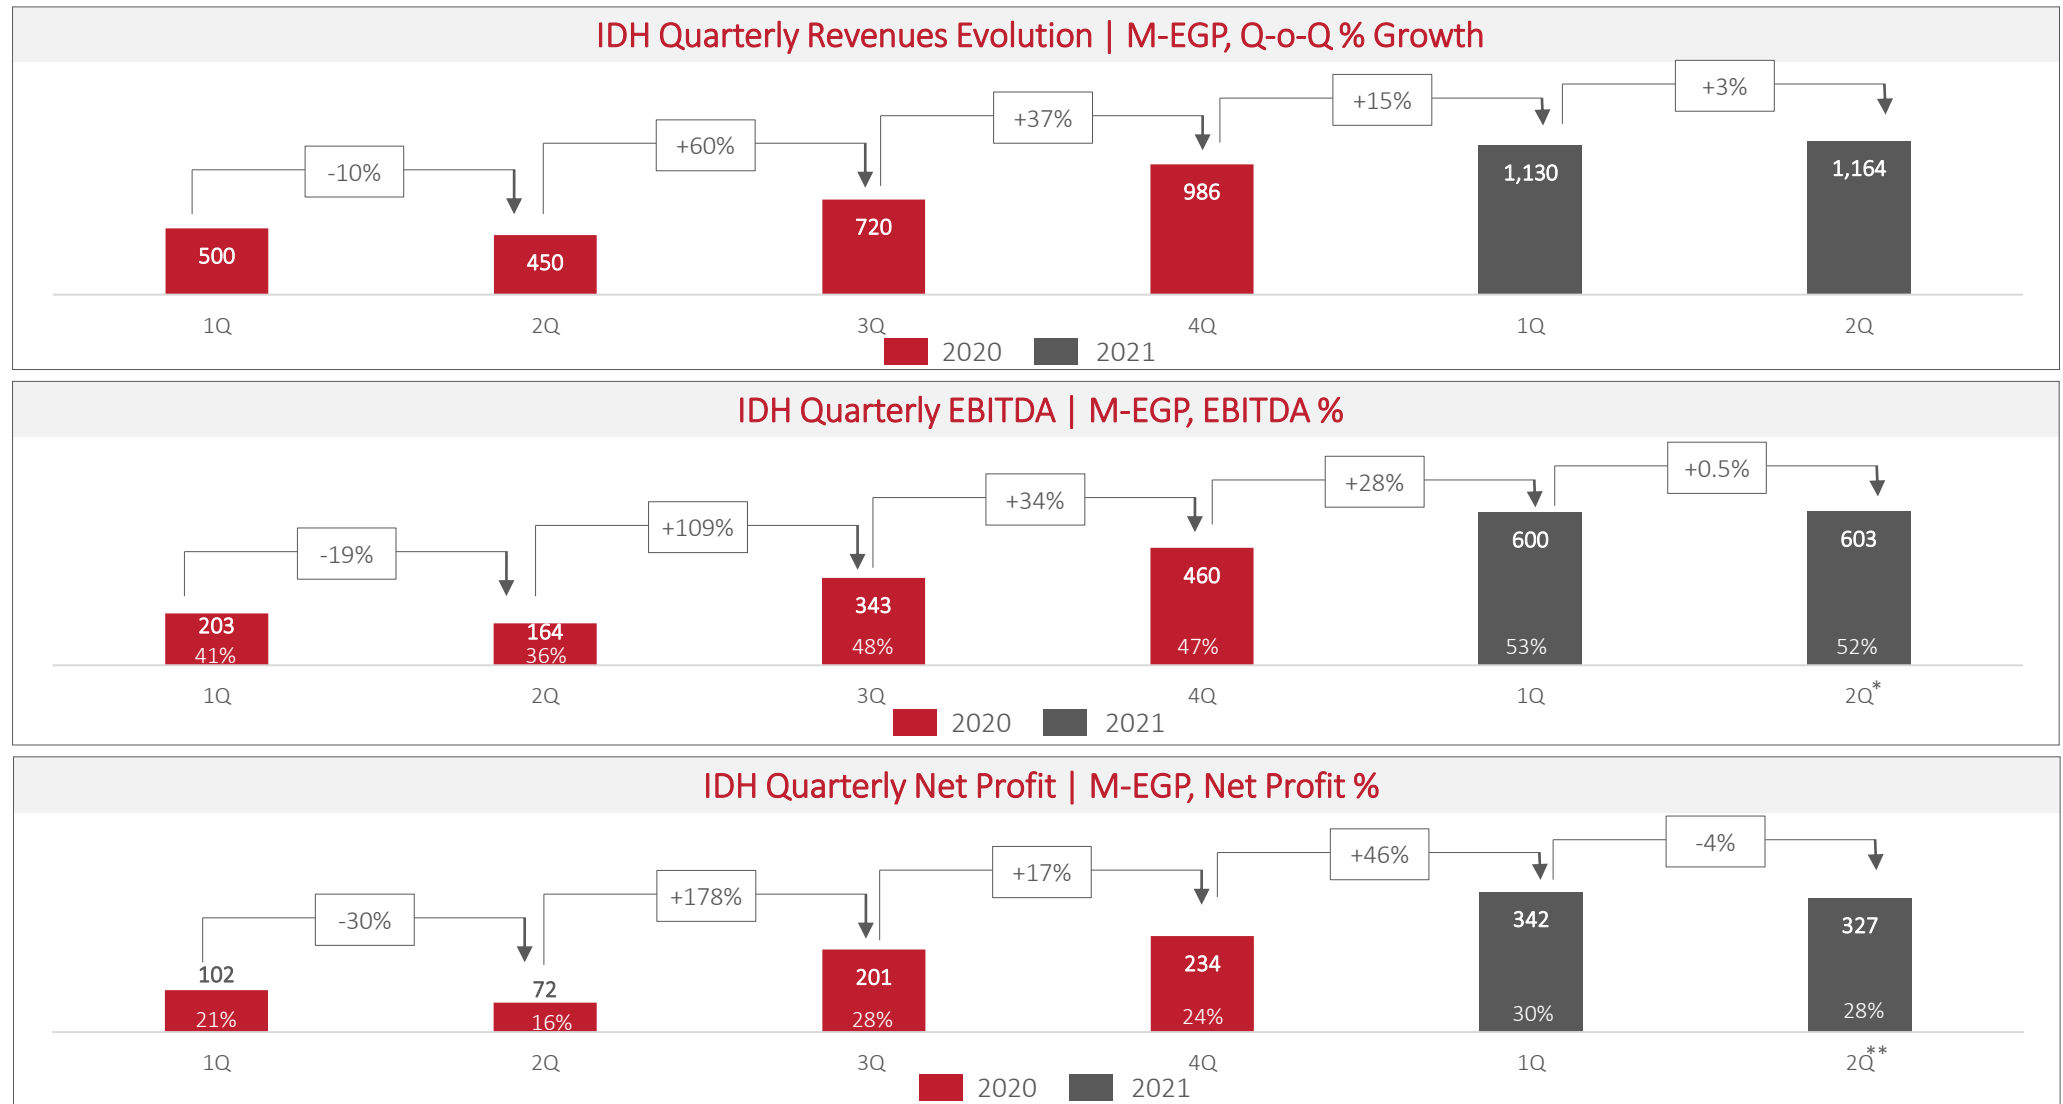 IDH Quarterly Revenues Evolution | M-EGP, Q-o-Q % Growth
-10%
+60%
+37%
+15%
+3%
500
450
720
986
1,130
1,164
1Q
2Q
3Q
4Q
1Q
2Q
2020
2021
IDH Quarterly EBITDA | M-EGP, EBITDA %
-19%
+109%
+34%
+28%
+0.5%
203
164
343
460
600
603
41%
36%
48%
47%
53%
52%
1Q
2Q
3Q
4Q
1Q
2Q*
2020
2021
IDH Quarterly Net Profit | M-EGP, Net Profit %
-30%
+178%
+17%
+46%
-4%
102
72
201
234
342
327
21%
16%
28%
24%
30%
28%
1Q
2Q
3Q
4Q
1Q
2Q**
2020
2021